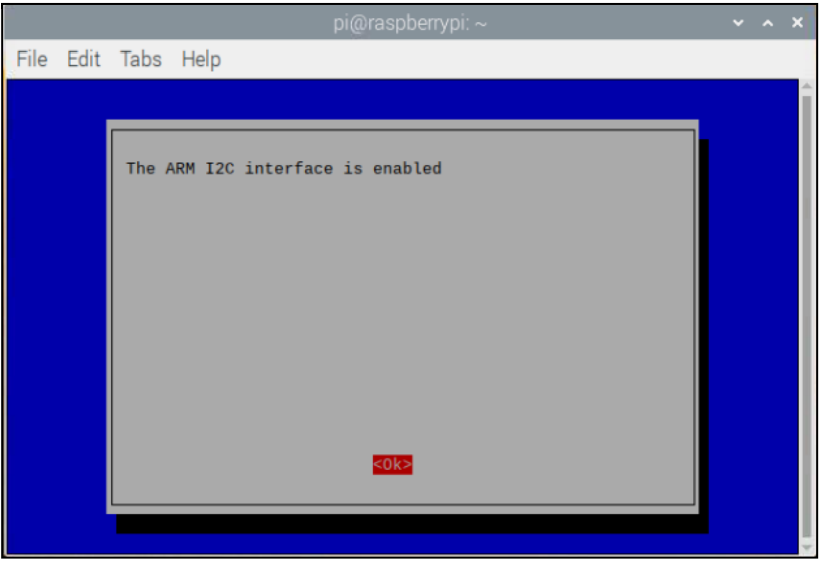 pi@raspberrypi: ~
File Edit Tabs Help
The ARM I2C interface is enabled
<Ok>